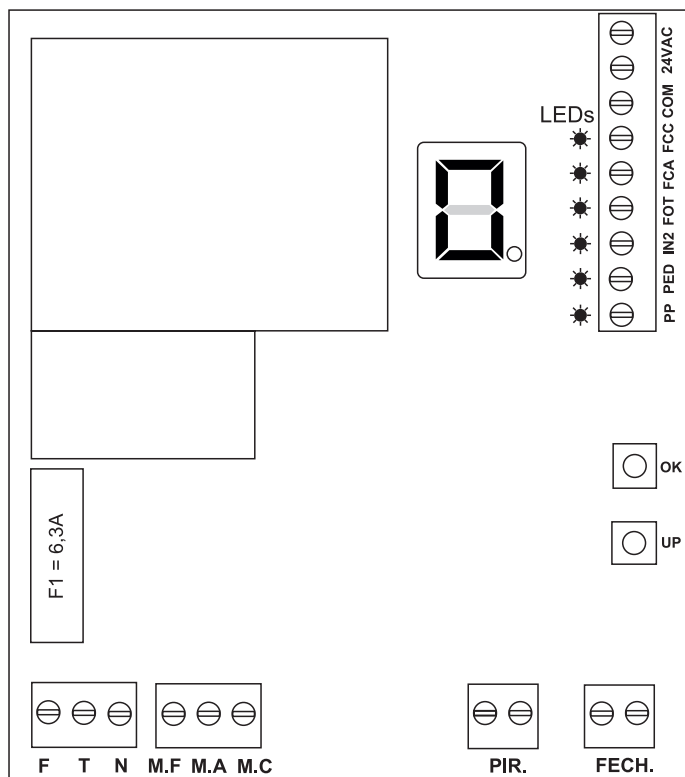 LEDs
24VAC
COM
FCC
FCA
FOT
IN2
PED
PP
OK
UP
F1 = 6,3A
F T N M.F M.A M.C PIR. FECH.